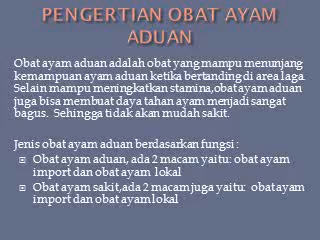 PENGERTIAN OBAT AYAM
ADUAN
Obat ayam aduan adalah obat yang mampu menunjang
kemampuan ayam aduan ketika bertanding di area laga.
Selain mampu meningkatkan stamina,obat ayam aduan
juga bisa membuat daya tahan ayam menjadi sangat
bagus. Sehingga tidak akan mudah sakit.
Jenis obat ayam aduan berdasarkan fungsi :
Obat ayam aduan, ada 2 macam yaitu: obat ayam
import dan obat ayam lokal
Obat ayam sakit,ada 2 macam juga yaitu: obat ayam
import dan obat ayam lokal